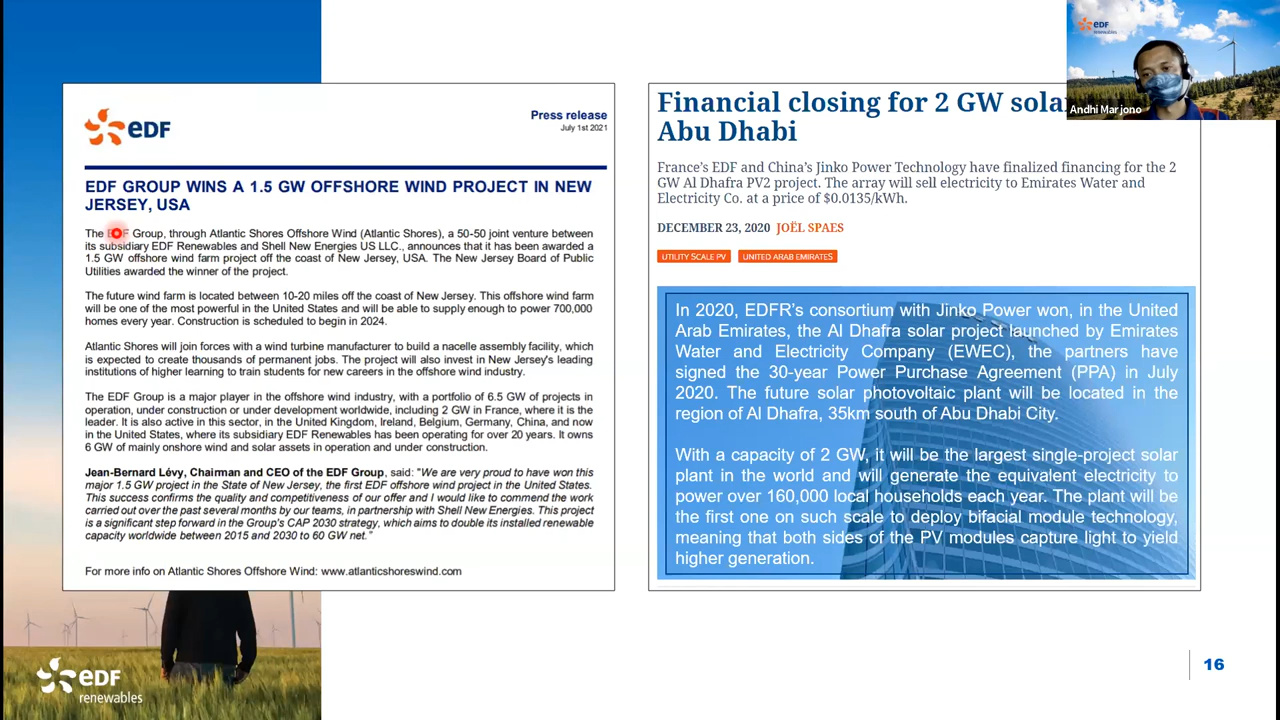 edf
Press release
July 1st 2021
EDF GROUP WINS A 1.5 GW OFFSHORE WIND PROJECT IN NEW
JERSEY, USA
The EDF Group, through Atlantic Shores Offshore Wind (Atlantic Shores), a 50-50 joint venture between
its subsidiary EDF Renewables and Shell New Energies US LLC., announces that it has been awarded a
1.5 GW offshore wind farm project off the coast of New Jersey, USA. The New Jersey Board of Public
Utilities awarded the winner of the project.
The future wind farm is located between 10-20 miles off the coast of New Jersey. This offshore wind farm
will be one of the most powerful in the United States and will be able to supply enough to power 700,000
homes every year. Construction is scheduled to begin in 2024.
Atlantic Shores will join forces with a wind turbine manufacturer to build a nacelle assembly facility, which
is expected to create thousands of permanent jobs. The project will also invest in New Jersey's leading
institutions of higher learning to train students for new careers in the offshore wind industry.
The EDF Group is a major player in the offshore wind industry, with a portfolio of 6.5 GW of projects in
operation, under construction or under development worldwide, including 2 GW in France, where it is the
leader. It is also active in this sector, in the United Kingdom, Ireland, Belgium, Germany, China, and now
in the United States, where its subsidiary EDF Renewables has been operating for over 20 years. It owns
6 GW of mainly onshore wind and solar assets in operation and under construction.
Jean-Bernard Lévy, Chairman and CEO of the EDF Group, said: "We are very proud to have won this
major 1.5 GW project in the State of New Jersey, the first EDF offshore wind project in the United States.
This success confirms the quality and competitiveness of our offer and I would like to commend the work
carried out over the past several months by our teams, in partnership with Shell New Energies. This project
is a significant step forward in the Group's CAP 2030 strategy, which aims to double its installed renewable
capacity worldwide between 2015 and 2030 to 60 GW net."
For more info on Atlantic Shores Offshore Wind: www.atlanticshoreswind.com
edf
renewables
Financial closing for 2 GW sola
Abu Dhabi
France's EDF and China's Jinko Power Technology have finalized financing for the 2
GW Al Dhafra PV2 project. The array will sell electricity to Emirates Water and
Electricity Co. at a price of $0.0135/kWh.
DECEMBER 23, 2020 JOËL SPAES
UTILITY SCALE PV UNITED ARAB EMIRATES
In 2020, EDFR's consortium with Jinko Power won, in the United
Arab Emirates, the Al Dhafra solar project launched by Emirates
Water and Electricity Company (EWEC), the partners have
signed the 30-year Power Purchase Agreement (PPA) in July
2020. The future solar photovoltaic plant will be located in the
region of Al Dhafra, 35km south of Abu Dhabi City.
With a capacity of 2 GW, it will be the largest single-project solar
plant in the world and will generate the equivalent electricity to
power over 160,000 local households each year. The plant will be
the first one on such scale to deploy bifacial module technology,
meaning that both sides of the PV modules capture light to yield
higher generation.
edf
renewables
Andhi Marjono
16